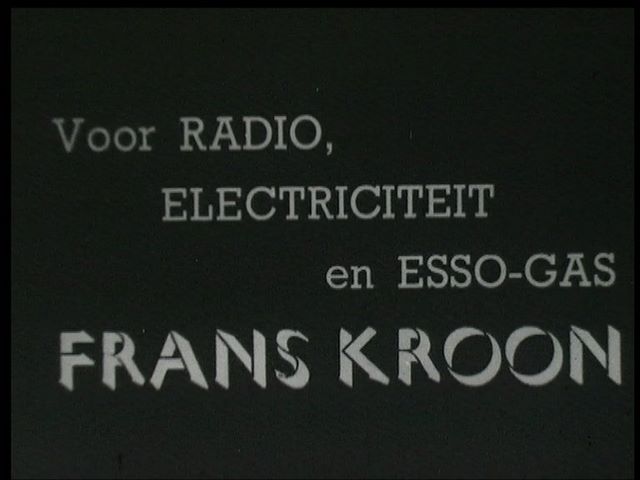 Voor RADIO,
ELECTRICITEIT
en ESSO-GAS
FRANS KROON